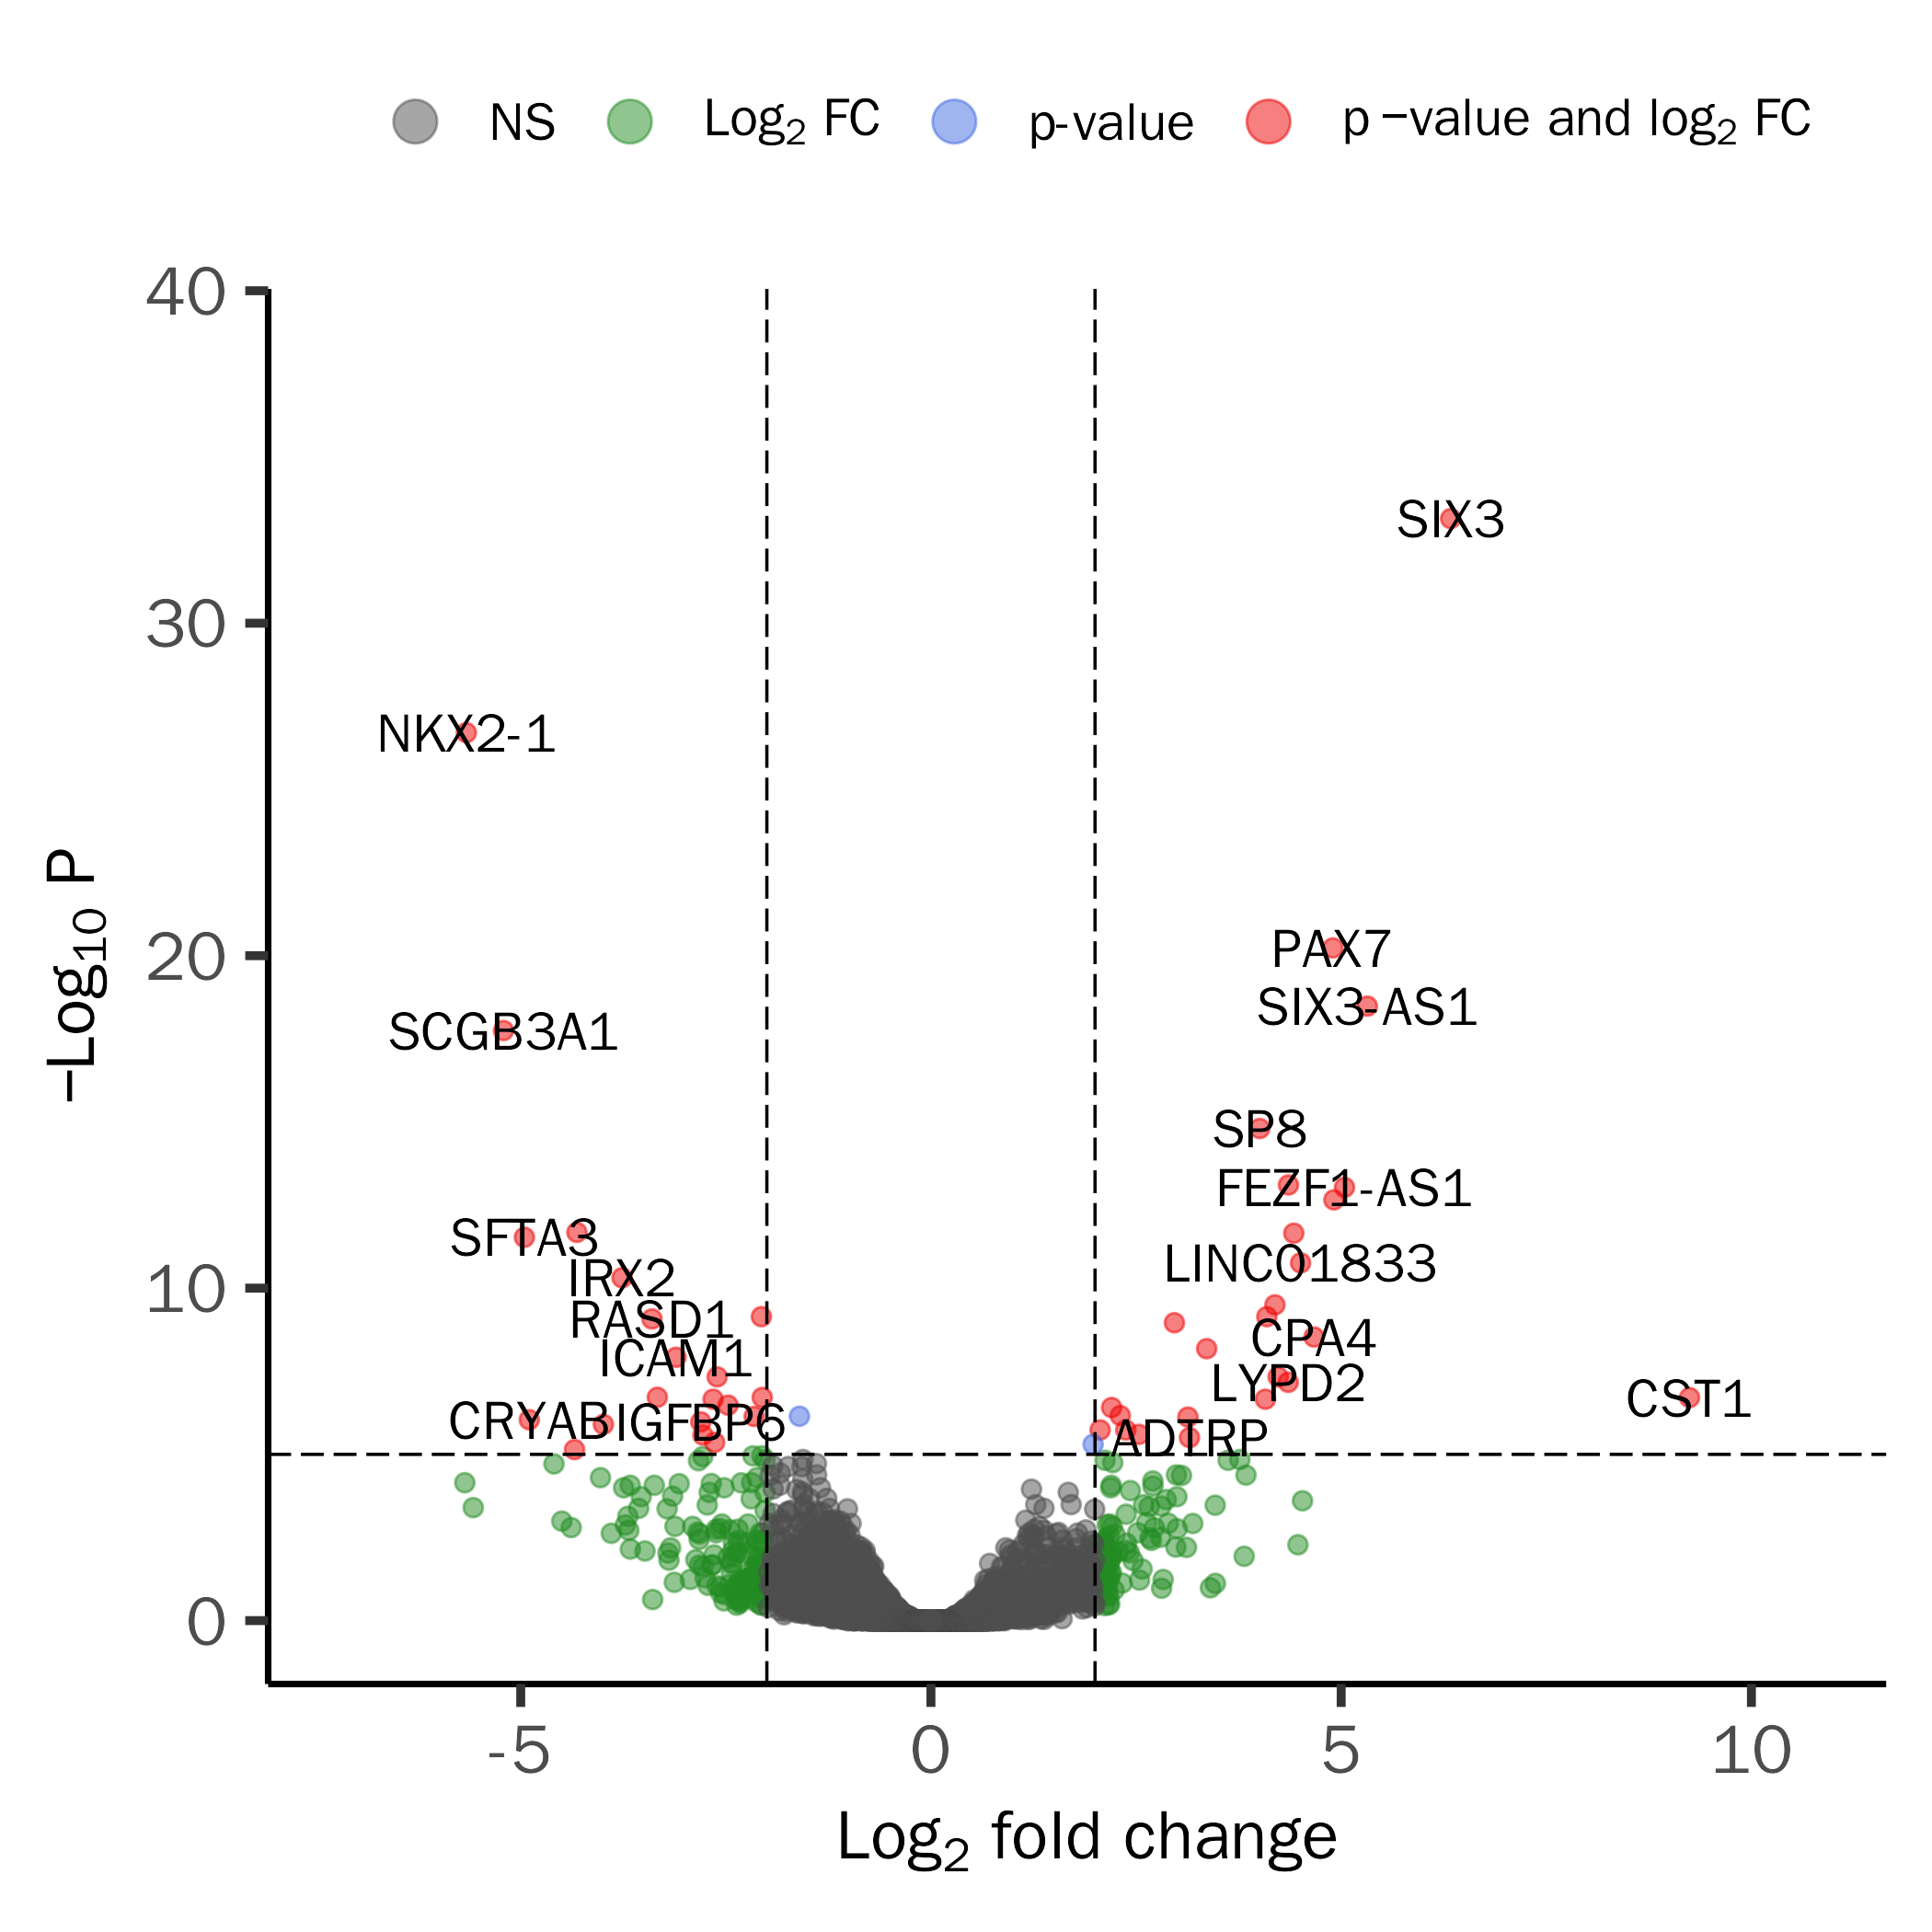 NS Log2 FC p-value p −value and log2 FC
40
30
20
10
0
−Log10 P
SIX3
NKX2-1
PAX7
SIX3-AS1
SCGB3A1
SP8
FEZF1-AS1
SFTA3
LINC01833
IRX2
RASD1
CPA4
ICAM1
LYPD2
CST1
CRYAB IGFBP6
ADTRP
-5 0 5 10
Log2 fold change